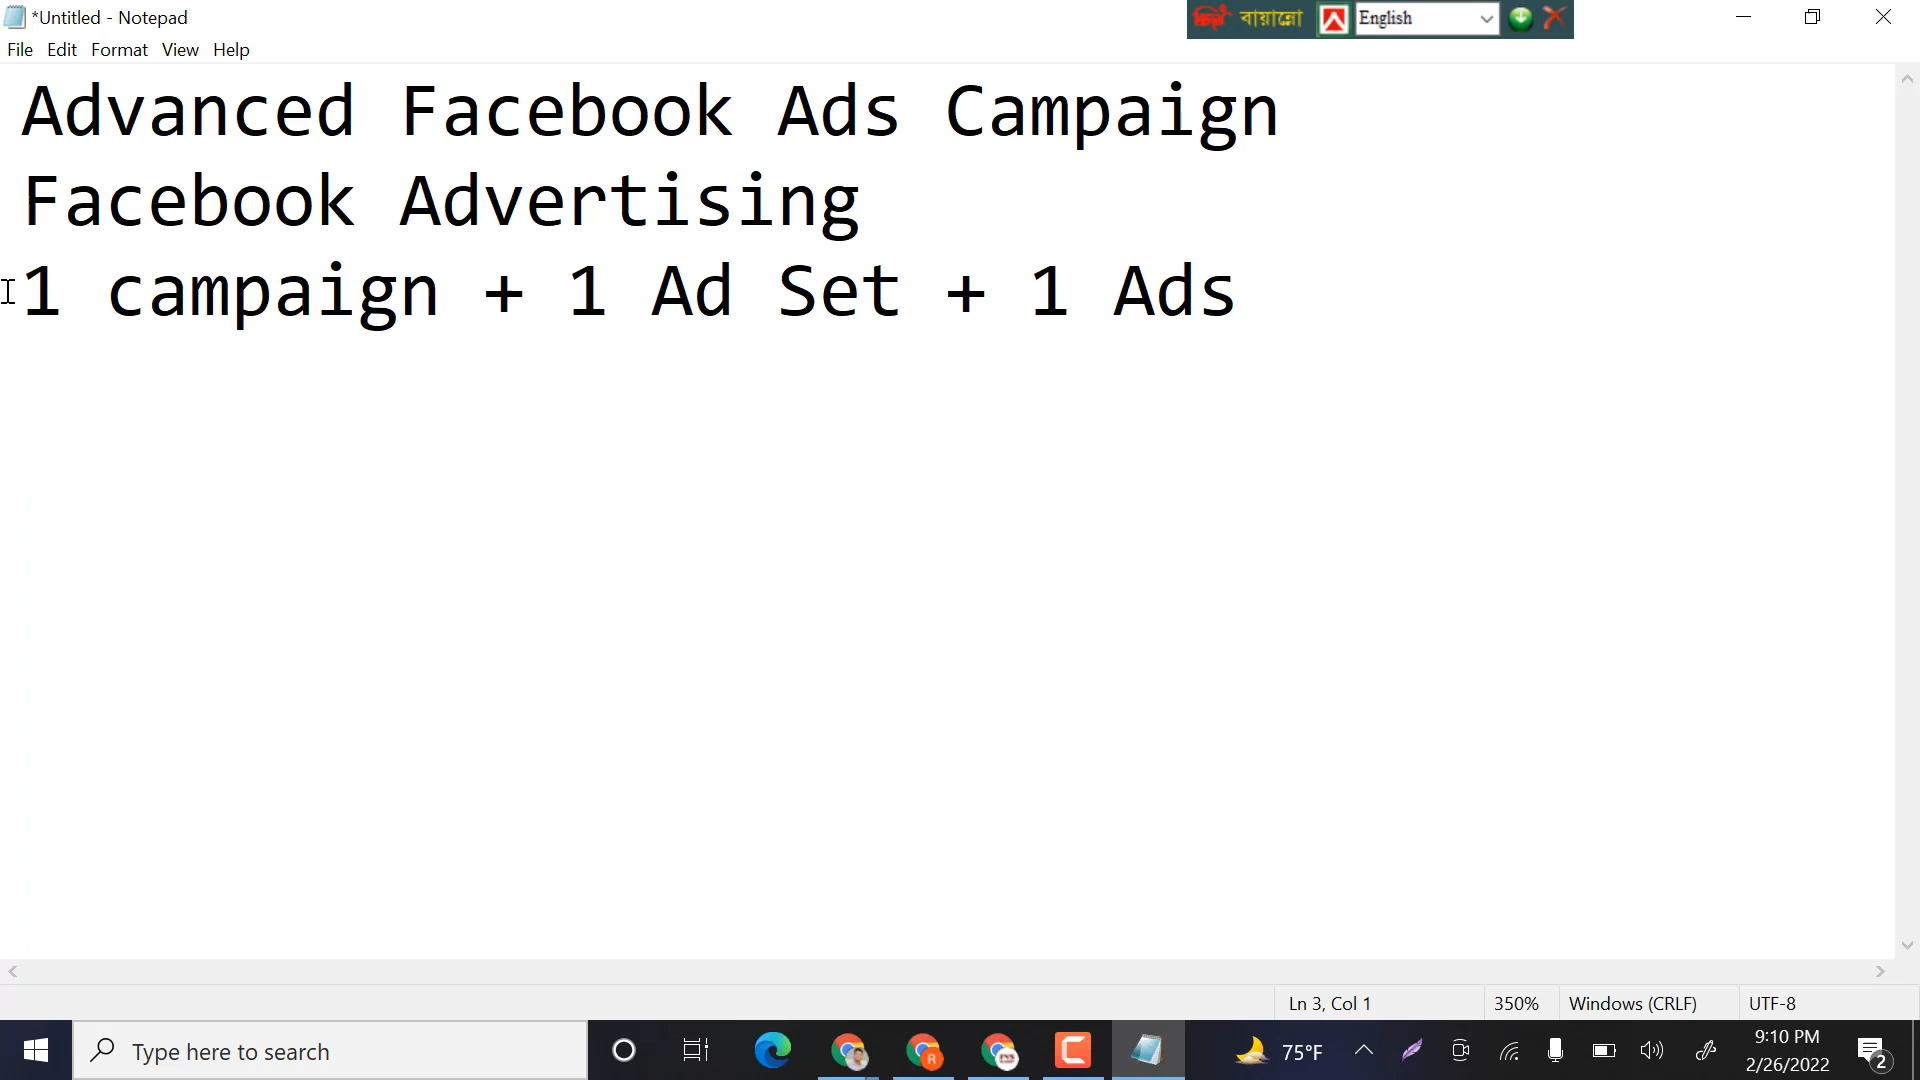 *Untitled - Notepad
বায়ান্নো
English
File Edit Format View Help
Advanced Facebook Ads Campaign
Facebook Advertising
1 campaign + 1 Ad Set + 1 Ads
Ln 3, Col 1
350%
Windows (CRLF)
UTF-8
Type here to search
R
75°F
9:10 PM
2/26/2022
2